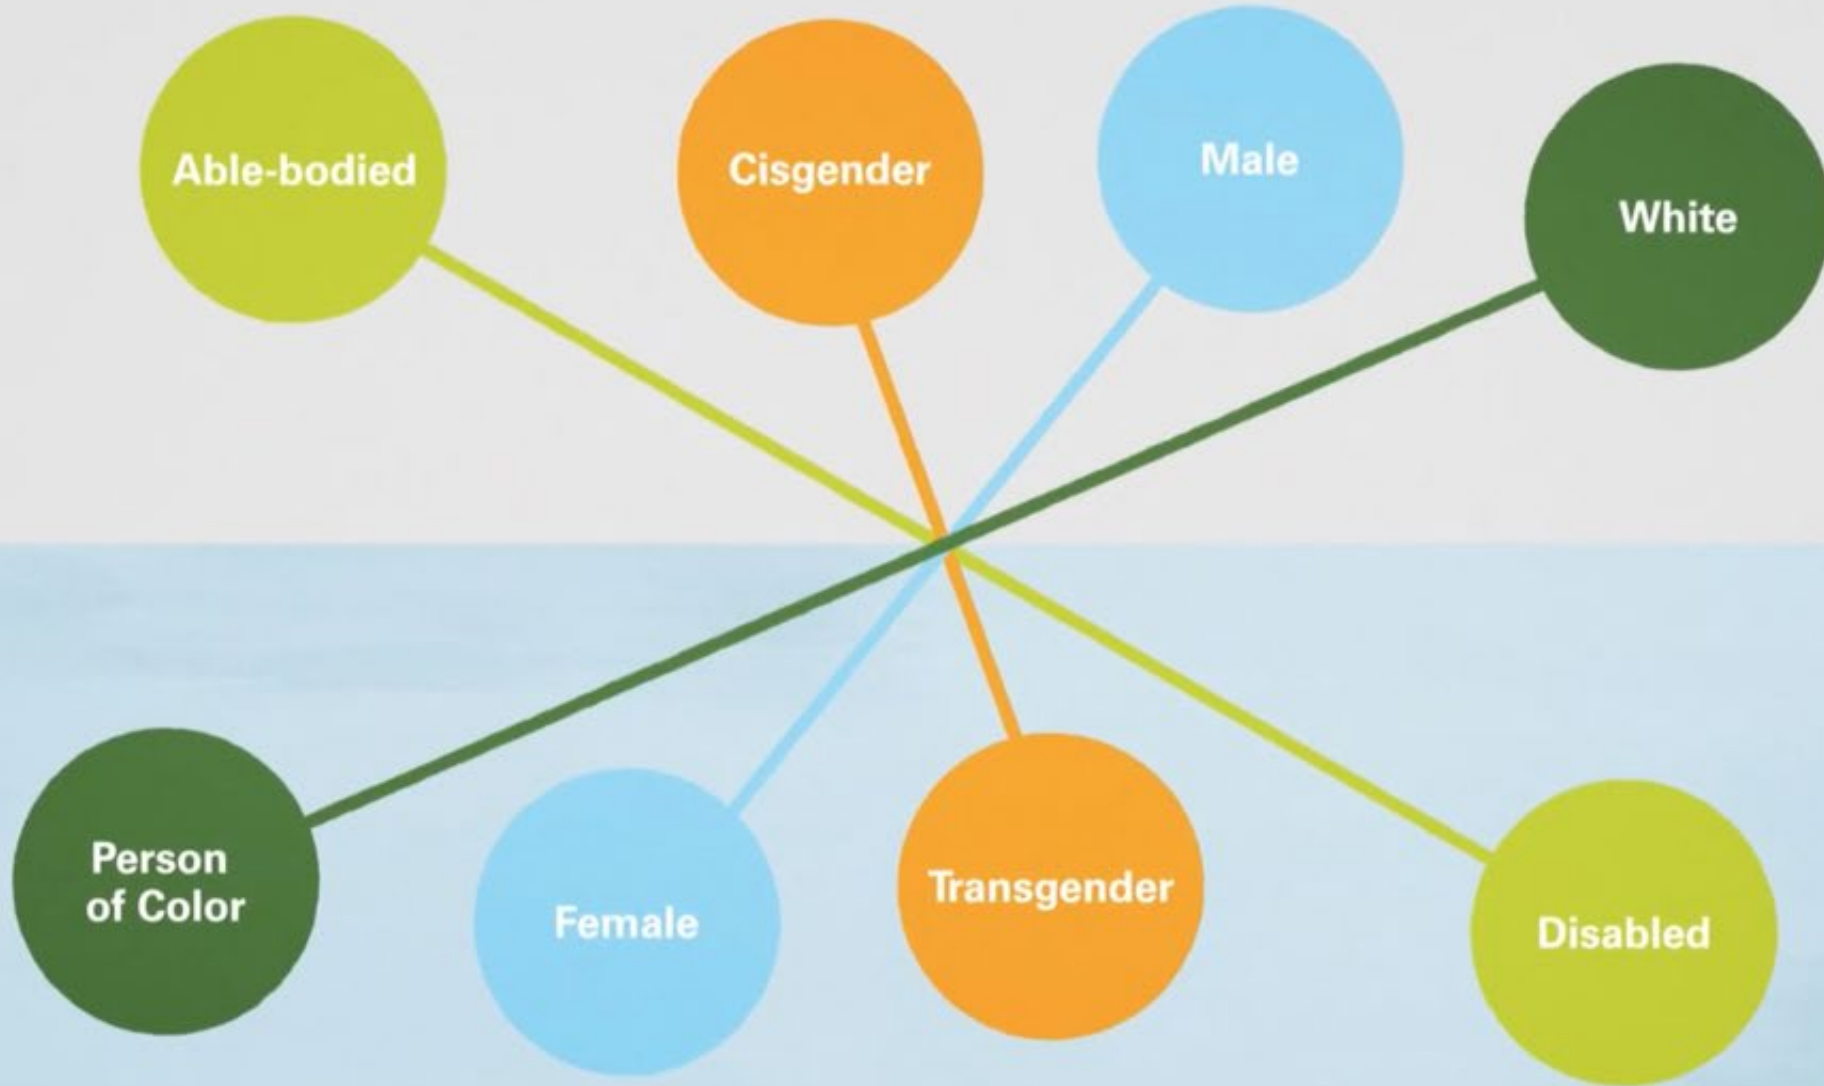 Able-bodied
Cisgender
Male
White
Person
of Color
Female
Transgender
Disabled